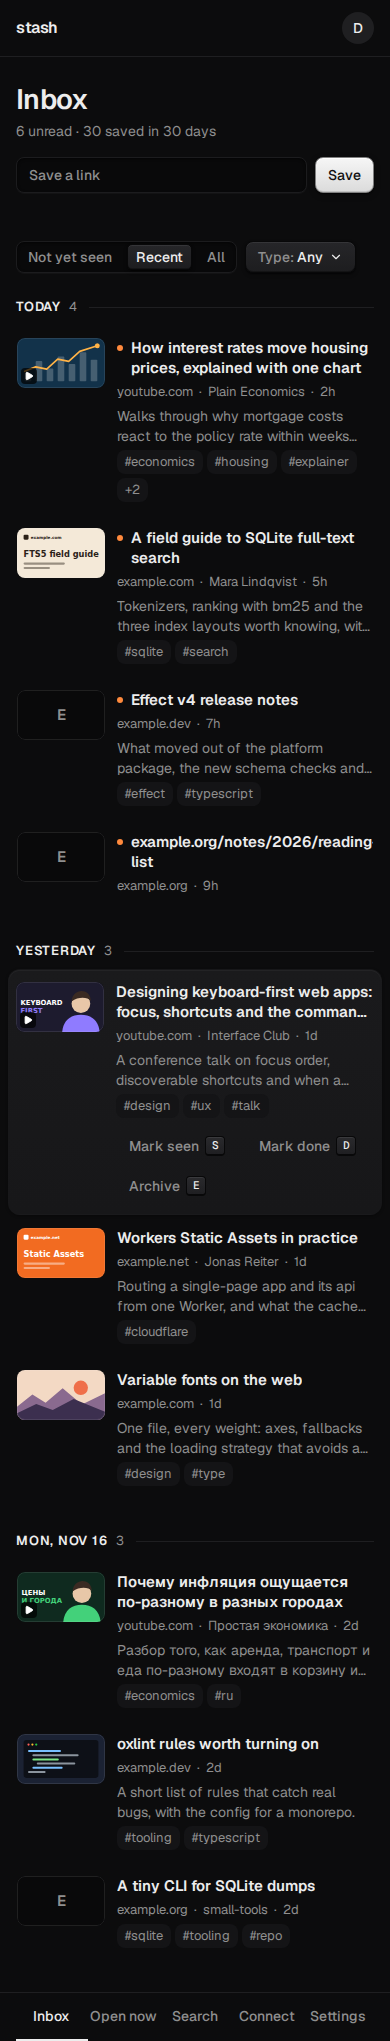 stash
D
Inbox
6 unread · 30 saved in 30 days
Save a link
Save
Not yet seen
Recent
All
Type: Any
TODAY 4
How interest rates move housing
prices, explained with one chart
youtube.com · Plain Economics · 2h
Walks through why mortgage costs
react to the policy rate within weeks…
#economics
#housing
#explainer
+2
example.com
FTS5 field guide
A field guide to SQLite full-text
search
example.com · Mara Lindqvist · 5h
Tokenizers, ranking with bm25 and the
three index layouts worth knowing, wit…
#sqlite
#search
E
Effect v4 release notes
example.dev · 7h
What moved out of the platform
package, the new schema checks and…
#effect
#typescript
E
example.org/notes/2026/reading-
list
example.org · 9h
YESTERDAY 3
KEYBOARD
FIRST
Designing keyboard-first web apps:
focus, shortcuts and the comman…
youtube.com · Interface Club · 1d
A conference talk on focus order,
discoverable shortcuts and when a…
#design
#ux
#talk
Mark seen S
Mark done D
Archive E
example.net
Static Assets
Workers Static Assets in practice
example.net · Jonas Reiter · 1d
Routing a single-page app and its api
from one Worker, and what the cache…
#cloudflare
Variable fonts on the web
example.com · 1d
One file, every weight: axes, fallbacks
and the loading strategy that avoids a…
#design
#type
MON, NOV 16 3
ЦЕНЫ
И ГОРОДА
Почему инфляция ощущается
по-разному в разных городах
youtube.com · Простая экономика · 2d
Разбор того, как аренда, транспорт и
еда по-разному входят в корзину и…
#economics
#ru
oxlint rules worth turning on
example.dev · 2d
A short list of rules that catch real
bugs, with the config for a monorepo.
#tooling
#typescript
E
A tiny CLI for SQLite dumps
example.org · small-tools · 2d
#sqlite
#tooling
#repo
Inbox
Open now
Search
Connect
Settings